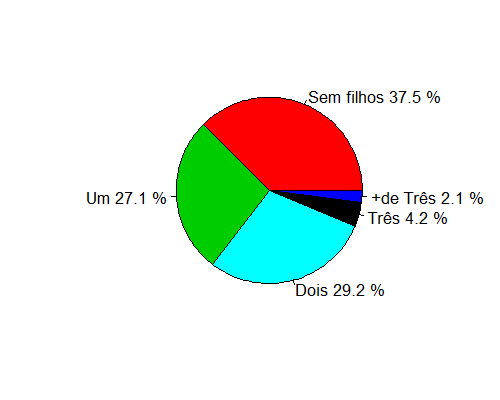 Sem filhos 37.5 %
Um 27.1 %
+de Três 2.1 %
Três 4.2 %
Dois 29.2 %